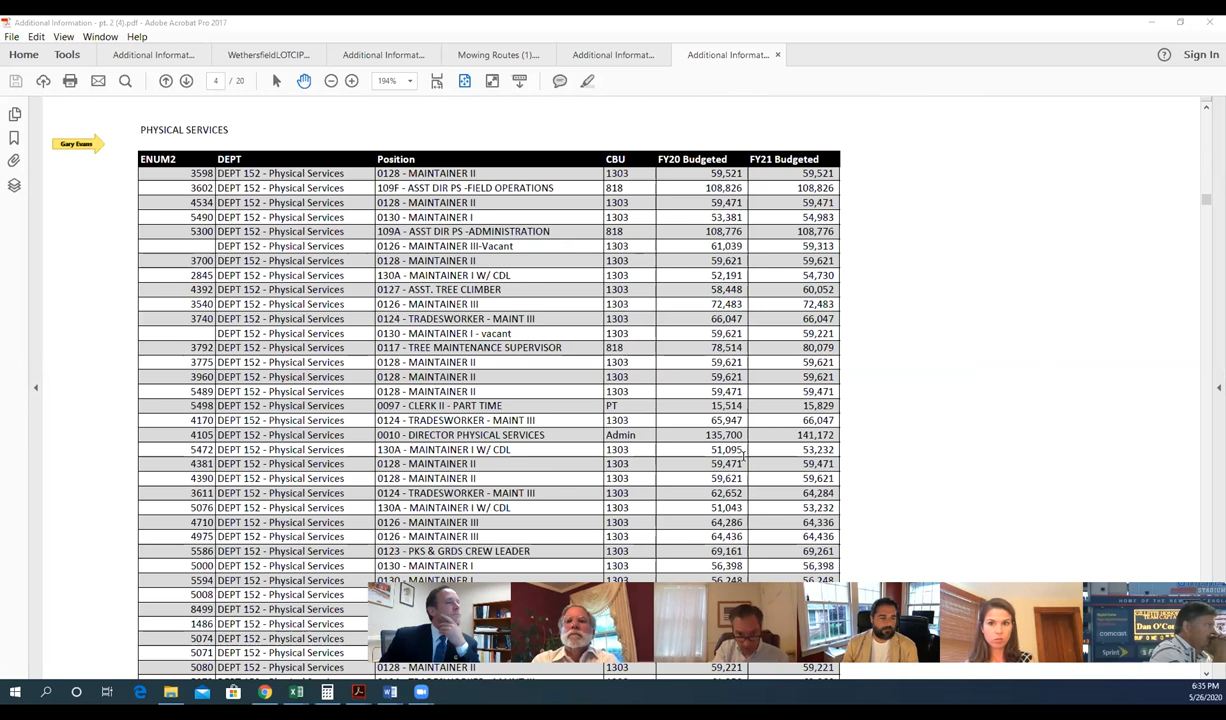 Additional Information - pt. 2 (4).pdf - Adobe Acrobat Pro 2017
File Edit View Window Help
Home Tools Additional Informat... WethersfieldLOTCIP... Additional Informat... Mowing Routes (1).... Additional Informat... Additional Informat... × Sign In
4 / 20 194%
PHYSICAL SERVICES
Gary Evans
ENUM2 DEPT Position CBU FY20 Budgeted FY21 Budgeted
3598 DEPT 152 - Physical Services 0128 - MAINTAINER II 1303 59,521 59,521
3602 DEPT 152 - Physical Services 109F - ASST DIR PS -FIELD OPERATIONS 818 108,826 108,826
4534 DEPT 152 - Physical Services 0128 - MAINTAINER II 1303 59,471 59,471
5490 DEPT 152 - Physical Services 0130 - MAINTAINER I 1303 53,381 54,983
5300 DEPT 152 - Physical Services 109A - ASST DIR PS -ADMINISTRATION 818 108,776 108,776
DEPT 152 - Physical Services 0126 - MAINTAINER III-Vacant 1303 61,039 59,313
3700 DEPT 152 - Physical Services 0128 - MAINTAINER II 1303 59,621 59,621
2845 DEPT 152 - Physical Services 130A - MAINTAINER I W/ CDL 1303 52,191 54,730
4392 DEPT 152 - Physical Services 0127 - ASST. TREE CLIMBER 1303 58,448 60,052
3540 DEPT 152 - Physical Services 0126 - MAINTAINER III 1303 72,483 72,483
3740 DEPT 152 - Physical Services 0124 - TRADESWORKER - MAINT III 1303 66,047 66,047
DEPT 152 - Physical Services 0130 - MAINTAINER I - vacant 1303 59,621 59,221
3792 DEPT 152 - Physical Services 0117 - TREE MAINTENANCE SUPERVISOR 818 78,514 80,079
3775 DEPT 152 - Physical Services 0128 - MAINTAINER II 1303 59,621 59,621
3960 DEPT 152 - Physical Services 0128 - MAINTAINER II 1303 59,621 59,621
5489 DEPT 152 - Physical Services 0128 - MAINTAINER II 1303 59,471 59,471
5498 DEPT 152 - Physical Services 0097 - CLERK II - PART TIME PT 15,514 15,829
4170 DEPT 152 - Physical Services 0124 - TRADESWORKER - MAINT III 1303 65,947 66,047
4105 DEPT 152 - Physical Services 0010 - DIRECTOR PHYSICAL SERVICES Admin 135,700 141,172
5472 DEPT 152 - Physical Services 130A - MAINTAINER I W/ CDL 1303 51,095 53,232
4381 DEPT 152 - Physical Services 0128 - MAINTAINER II 1303 59,471 59,471
4390 DEPT 152 - Physical Services 0128 - MAINTAINER II 1303 59,621 59,621
3611 DEPT 152 - Physical Services 0124 - TRADESWORKER - MAINT III 1303 62,652 64,284
5076 DEPT 152 - Physical Services 130A - MAINTAINER I W/ CDL 1303 51,043 53,232
4710 DEPT 152 - Physical Services 0126 - MAINTAINER III 1303 64,286 64,336
4975 DEPT 152 - Physical Services 0126 - MAINTAINER III 1303 64,436 64,436
5586 DEPT 152 - Physical Services 0123 - PKS & GRDS CREW LEADER 1303 69,161 69,261
5000 DEPT 152 - Physical Services 0130 - MAINTAINER I 1303 56,398 56,398
5594 DEPT 152 - Physical Services 0130 - MAINTAINER I 1303 56,248 56,248
5008 DEPT 152 - Physical Services
8499 DEPT 152 - Physical Services
1486 DEPT 152 - Physical Services
5074 DEPT 152 - Physical Services
5071 DEPT 152 - Physical Services
5080 DEPT 152 - Physical Services 0128 - MAINTAINER II 1303 59,221 59,221
STADIUM
HOME OF THE NEW
comcast.
Sprint
Dan O'Co
6:35 PM
5/26/2020